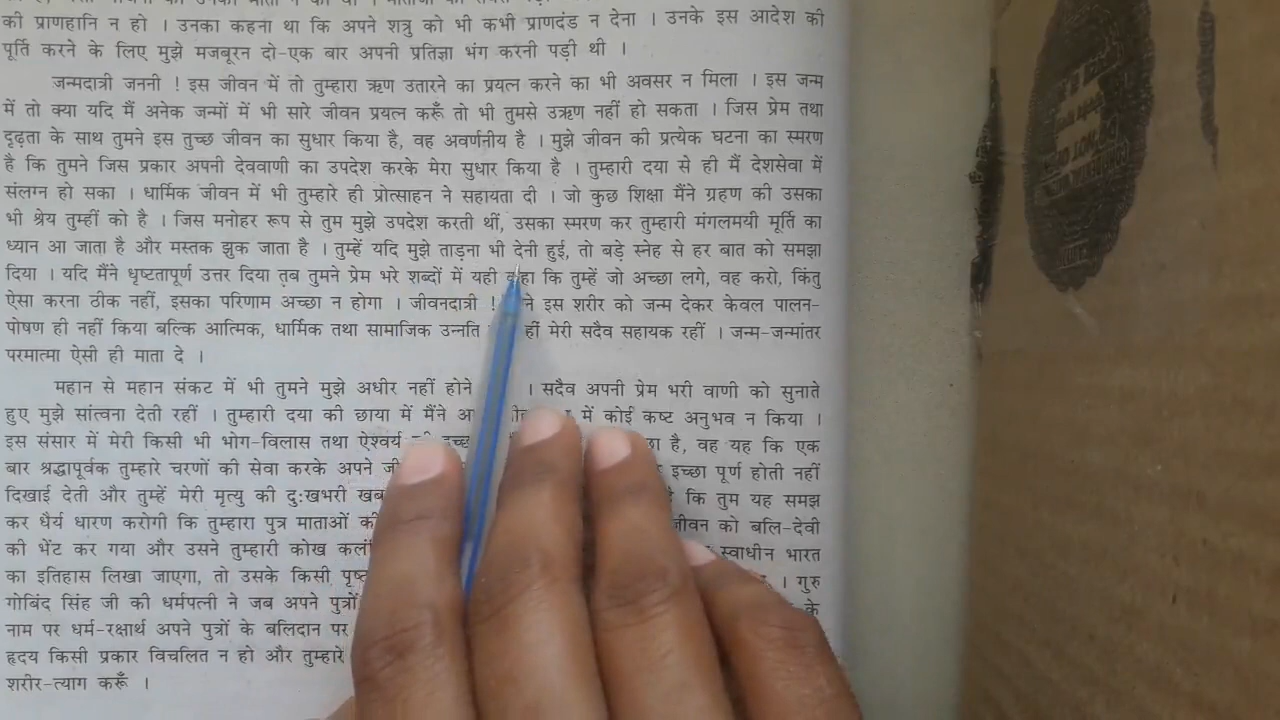 की प्राणहानि न हो । उनका कहना था कि अपने शत्रु को भी कभी प्राणदंड न देना । उनके इस आदेश की
पूर्ति करने के लिए मुझे मजबूरन दो-एक बार अपनी प्रतिज्ञा भंग करनी पड़ी थी ।
जन्मदात्री जननी ! इस जीवन में तो तुम्हारा ऋण उतारने का प्रयत्न करने का भी अवसर न मिला । इस जन्म
में तो क्या यदि मैं अनेक जन्मों में भी सारे जीवन प्रयत्न करूँ तो भी तुमसे उऋण नहीं हो सकता । जिस प्रेम तथा
दृढ़ता के साथ तुमने इस तुच्छ जीवन का सुधार किया है, वह अवर्णनीय है । मुझे जीवन की प्रत्येक घटना का स्मरण
है कि तुमने जिस प्रकार अपनी देववाणी का उपदेश करके मेरा सुधार किया है । तुम्हारी दया से ही मैं देशसेवा में
संलग्न हो सका । धार्मिक जीवन में भी तुम्हारे ही प्रोत्साहन ने सहायता दी । जो कुछ शिक्षा मैंने ग्रहण की उसका
भी श्रेय तुम्हीं को है । जिस मनोहर रूप से तुम मुझे उपदेश करती थीं, उसका स्मरण कर तुम्हारी मंगलमयी मूर्ति का
ध्यान आ जाता है और मस्तक झुक जाता है । तुम्हें यदि मुझे ताड़ना भी देनी हुई, तो बड़े स्नेह से हर बात को समझा
दिया । यदि मैंने धृष्टतापूर्ण उत्तर दिया तब तुमने प्रेम भरे शब्दों में यही कहा कि तुम्हें जो अच्छा लगे, वह करो, किंतु
ऐसा करना ठीक नहीं, इसका परिणाम अच्छा न होगा । जीवनदात्री ! ने इस शरीर को जन्म देकर केवल पालन-
पोषण ही नहीं किया बल्कि आत्मिक, धार्मिक तथा सामाजिक उन्नति हीं मेरी सदैव सहायक रहीं । जन्म-जन्मांतर
परमात्मा ऐसी ही माता दे ।
महान से महान संकट में भी तुमने मुझे अधीर नहीं होने । सदैव अपनी प्रेम भरी वाणी को सुनाते
हुए मुझे सांत्वना देती रहीं । तुम्हारी दया की छाया में मैंने में कोई कष्ट अनुभव न किया ।
इस संसार में मेरी किसी भी भोग-विलास तथा ऐश्वर्य है, वह यह कि एक
बार श्रद्धापूर्वक तुम्हारे चरणों की सेवा करके अपने इच्छा पूर्ण होती नहीं
दिखाई देती और तुम्हें मेरी मृत्यु की दुःखभरी कि तुम यह समझ
कर धैर्य धारण करोगी कि तुम्हारा पुत्र माताओं की जीवन को बलि-देवी
की भेंट कर गया और उसने तुम्हारी कोख स्वाधीन भारत
का इतिहास लिखा जाएगा, तो उसके किसी । गुरु
गोबिंद सिंह जी की धर्मपत्नी ने जब अपने पुत्रों के
नाम पर धर्म-रक्षार्थ अपने पुत्रों के बलिदान पर
हृदय किसी प्रकार विचलित न हो और तुम्हारे
शरीर-त्याग करूँ ।